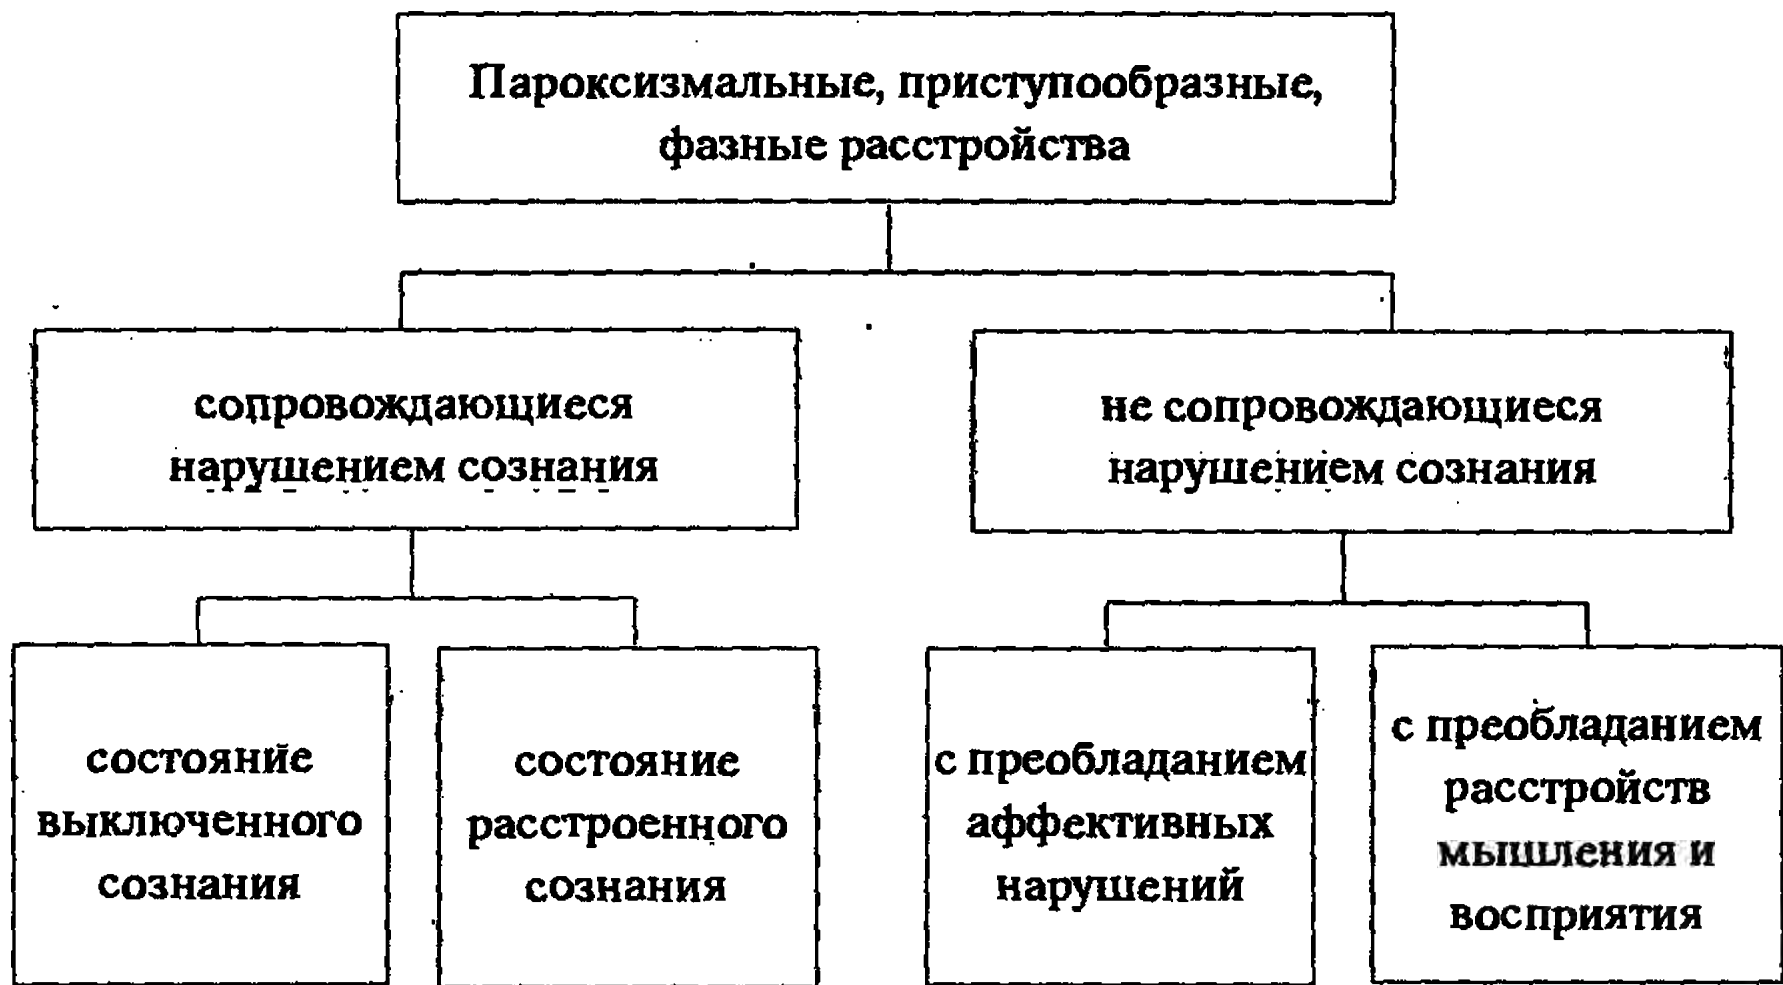 Пароксизмальные, приступообразные,
фазные расстройства
сопровождающиеся
нарушением сознания
не сопровождающиеся
нарушением сознания
состояние
выключенного
сознания
состояние
расстроенного
сознания
с преобладанием
аффективных
нарушений
с преобладанием
расстройств
мышления и
восприятия